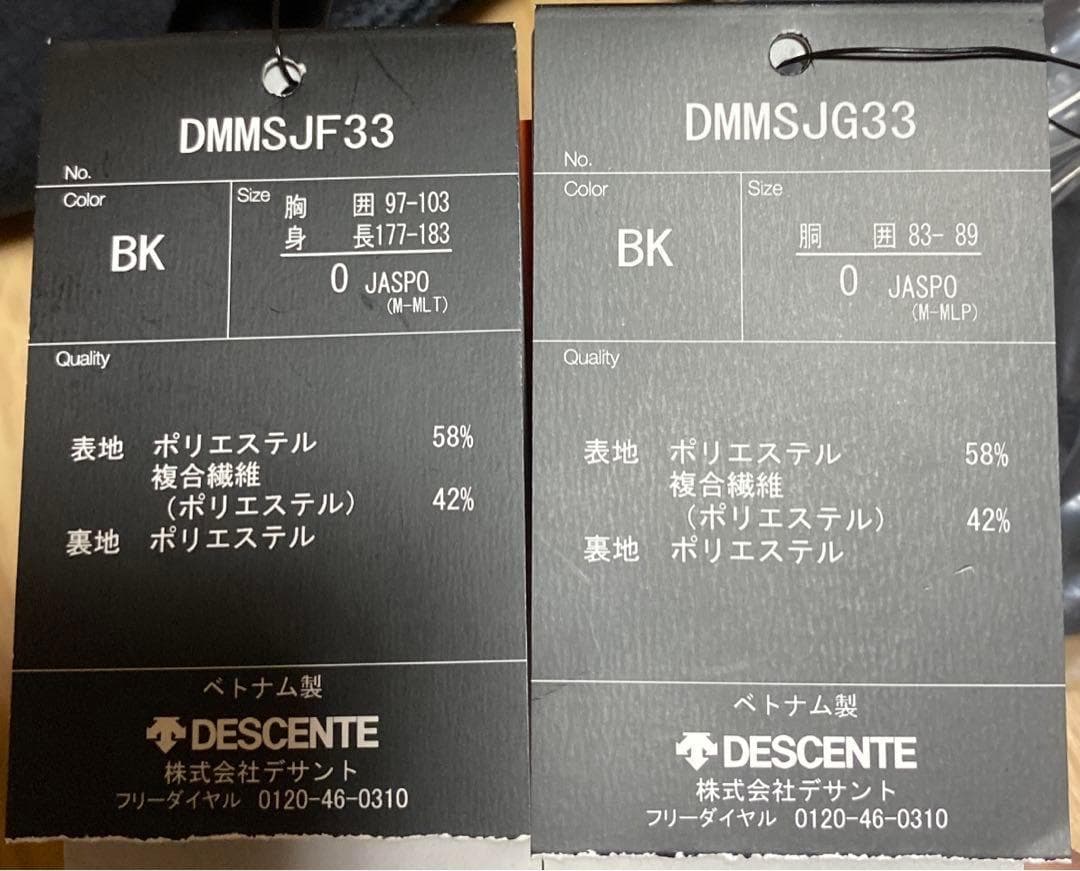 DMMSJF33
No.
Color
BK
Size
胸 囲 97-103
身 長177-183
O JASPO
(M-MLT)
Quality
表地 ポリエステル 58%
複合繊維
(ポリエステル) 42%
裏地 ポリエステル
ベトナム製
DESCENTE
株式会社デサント
フリーダイヤル 0120-46-0310
DMMSJG33
No.
Color
BK
Size
胴 囲 83- 89
O JASPO
(M-MLP)
Quality
表地 ポリエステル 58%
複合繊維
(ポリエステル) 42%
裏地 ポリエステル
ベトナム製
DESCENTE
株式会社デサント
フリーダイヤル 0120-46-0310